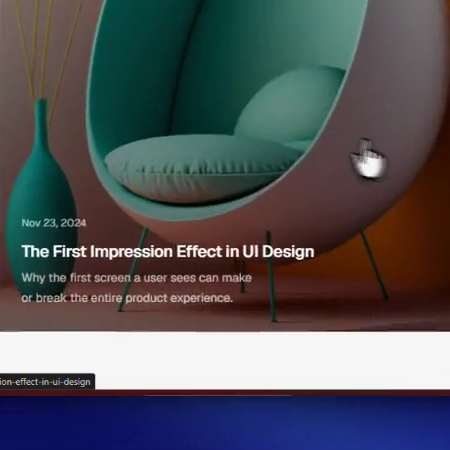 Nov 23, 2024
The First Impression Effect in UI Design
Why the first screen a user sees can make
or break the entire product experience.
ion-effect-in-ui-design